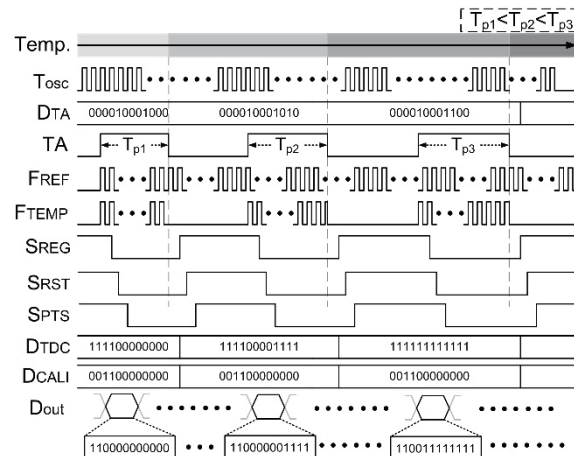 Tp1<Tp2<Tp3
Temp.
Tosc
DTA 000010001000 000010001010 000010001100
TA Tp1 Tp2 Tp3
FREF
FTEMP
SREG
SRST
SPTS
DTDC 111100000000 111100001111 111111111111
DCALI 001100000000 001100000000 001100000000
Dout
110000000000 110000001111 110011111111